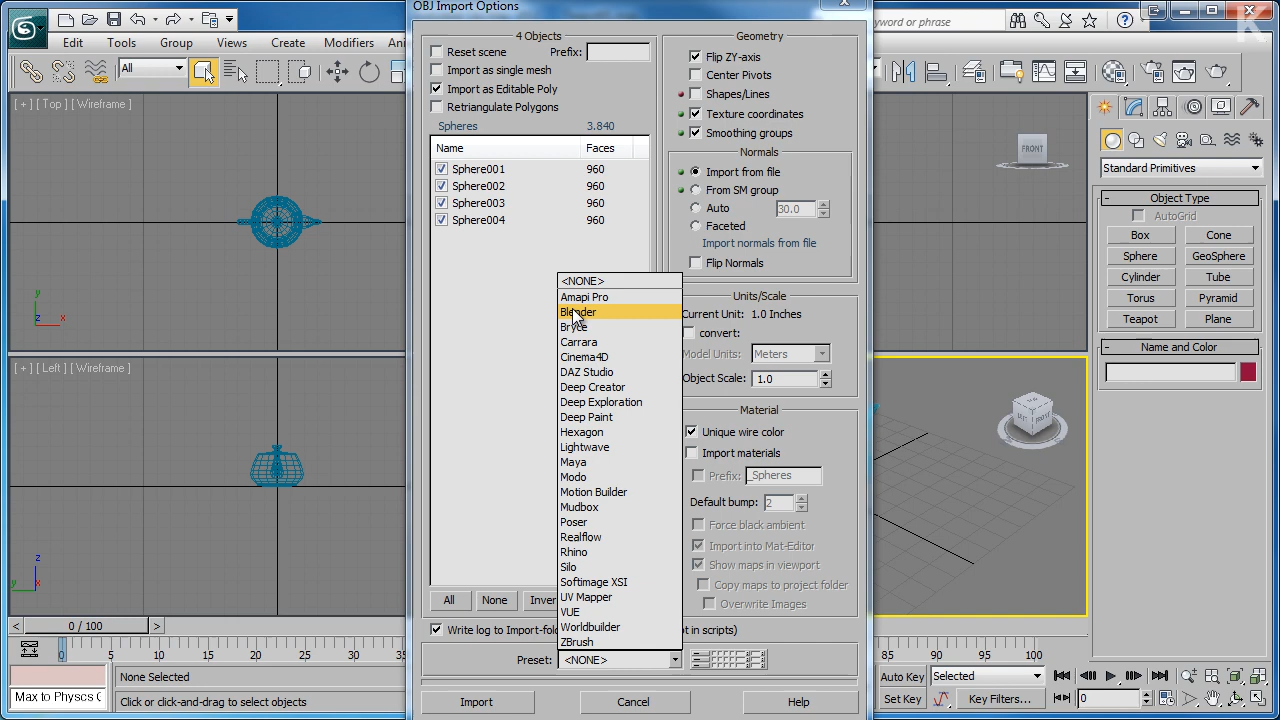 OBJ Import Options
keyword or phrase
K
Edit
Tools
Group
Views
Create
Modifiers
All
[ + ] [ Top ] [ Wireframe ]
FRONT
y
z
x
[ + ] [ Left ] [ Wireframe ]
z
y
x
4 Objects
Reset scene
Prefix:
Import as single mesh
Import as Editable Poly
Retriangulate Polygons
Spheres
3.840
Name
Faces
Sphere001
960
Sphere002
960
Sphere003
960
Sphere004
960
All
None
Inver
Geometry
Flip ZY-axis
Center Pivots
Shapes/Lines
Texture coordinates
Smoothing groups
Normals
Import from file
From SM group
Auto
30.0
Faceted
Import normals from file
Flip Normals
Units/Scale
Current Unit:
1.0 Inches
convert:
Model Units:
Meters
Object Scale:
1.0
Material
Unique wire color
Import materials
Prefix:
_Spheres
Default bump:
2
Force black ambient
Import into Mat-Editor
Show maps in viewport
Copy maps to project folder
Overwrite Images
<NONE>
Amapi Pro
Blender
Bryce
Carrara
Cinema4D
DAZ Studio
Deep Creator
Deep Exploration
Deep Paint
Hexagon
Lightwave
Maya
Modo
Motion Builder
Mudbox
Poser
Realflow
Rhino
Silo
Softimage XSI
UV Mapper
VUE
Worldbuilder
ZBrush
Write log to Import-fold
ot in scripts)
Preset:
<NONE>
Import
Cancel
Help
Standard Primitives
Object Type
AutoGrid
Box
Cone
Sphere
GeoSphere
Cylinder
Tube
Torus
Pyramid
Teapot
Plane
Name and Color
FRONT
<
0 / 100
>
0
5
10
15
20
25
30
35
85
90
95
100
None Selected
Click or click-and-drag to select objects
Max to Physics C
Auto Key
Selected
Set Key
Key Filters...
0